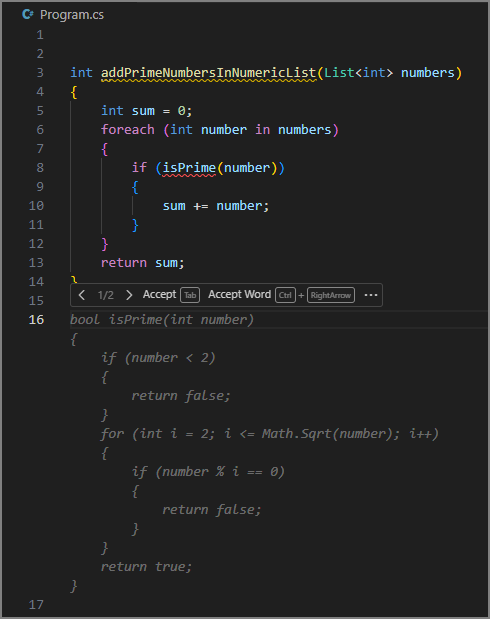 C# Program.cs
1
2
3 int addPrimeNumbersInNumericList(List<int> numbers)
4 {
5     int sum = 0;
6     foreach (int number in numbers)
7     {
8         if (isPrime(number))
9         {
10             sum += number;
11         }
12     }
13     return sum;
14 }
15 < 1/2 > Accept Tab Accept Word Ctrl + RightArrow ...
16 bool isPrime(int number)
{
    if (number < 2)
    {
        return false;
    }
    for (int i = 2; i <= Math.Sqrt(number); i++)
    {
        if (number % i == 0)
        {
            return false;
        }
    }
    return true;
}
17